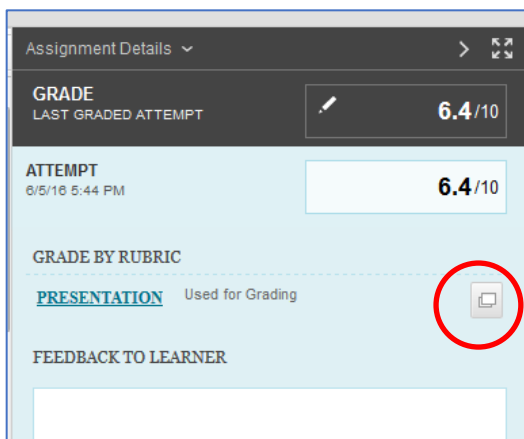 Assignment Details
GRADE
LAST GRADED ATTEMPT
6.4/10
ATTEMPT
6/5/16 5:44 PM
6.4/10
GRADE BY RUBRIC
PRESENTATION Used for Grading
FEEDBACK TO LEARNER